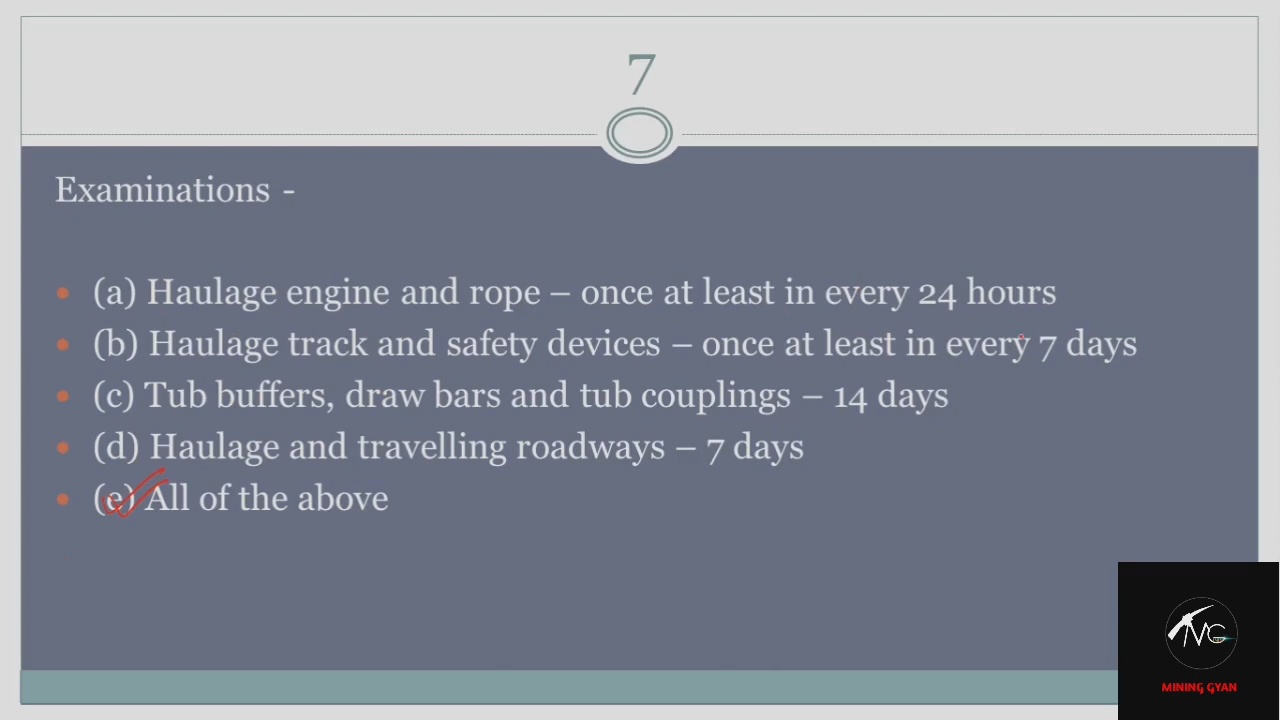 7
Examinations -
• (a) Haulage engine and rope – once at least in every 24 hours
• (b) Haulage track and safety devices – once at least in every 7 days
• (c) Tub buffers, draw bars and tub couplings – 14 days
• (d) Haulage and travelling roadways – 7 days
• (e) All of the above
MG
MINING GYAN